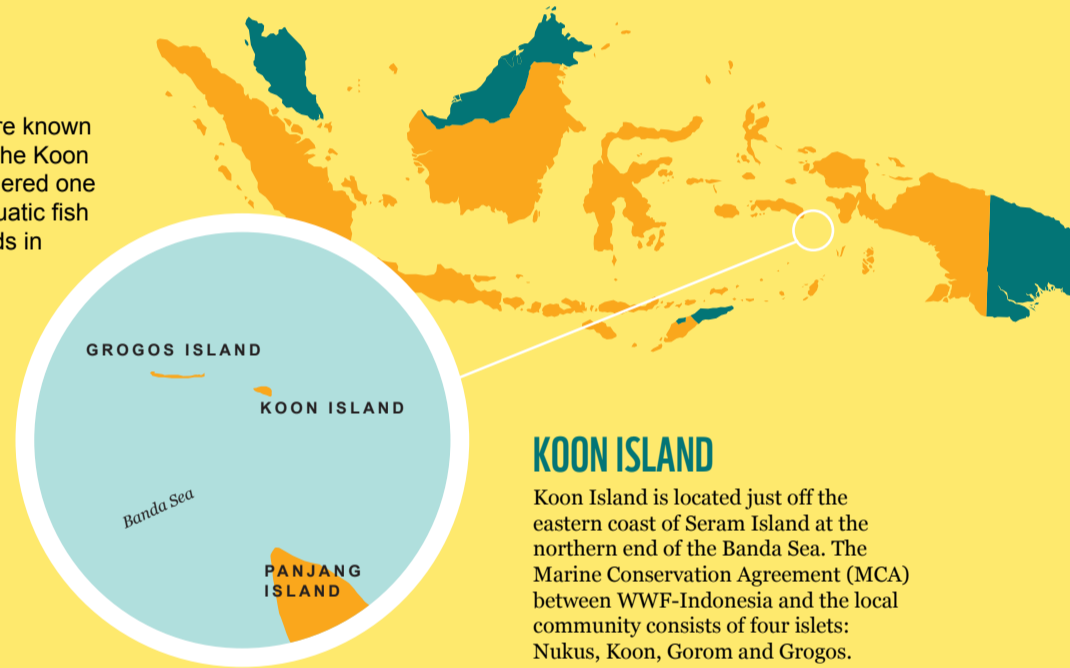 re known
he Koon
ered one
uatic fish
ds in
GROGOS ISLAND
KOON ISLAND
Banda Sea
PANJANG
ISLAND
KOON ISLAND
Koon Island is located just off the
eastern coast of Seram Island at the
northern end of the Banda Sea. The
Marine Conservation Agreement (MCA)
between WWF-Indonesia and the local
community consists of four islets:
Nukus, Koon, Gorom and Grogos.